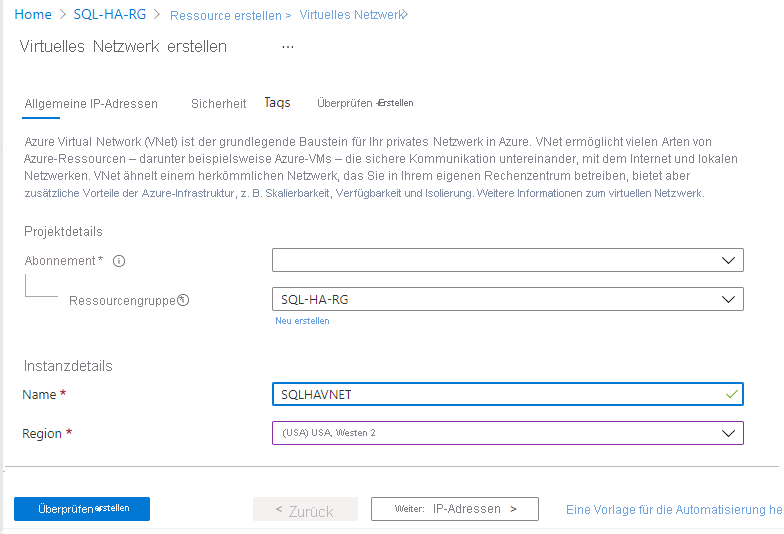 Home > SQL-HA-RG > Ressource erstellen > Virtuelles Netzwerk >
Virtuelles Netzwerk erstellen ...
Allgemeine IP-Adressen Sicherheit Tags Überprüfen + Erstellen
Azure Virtual Network (VNet) ist der grundlegende Baustein für Ihr privates Netzwerk in Azure. VNet ermöglicht vielen Arten von
Azure-Ressourcen – darunter beispielsweise Azure-VMs – die sichere Kommunikation untereinander, mit dem Internet und lokalen
Netzwerken. VNet ähnelt einem herkömmlichen Netzwerk, das Sie in Ihrem eigenen Rechenzentrum betreiben, bietet aber
zusätzliche Vorteile der Azure-Infrastruktur, z. B. Skalierbarkeit, Verfügbarkeit und Isolierung. Weitere Informationen zum virtuellen Netzwerk.
Projektdetails
Abonnement *
Ressourcengruppe *
SQL-HA-RG
Neu erstellen
Instanzdetails
Name *
SQLHAVNET
Region *
(USA) USA, Westen 2
Überprüfen + erstellen
< Zurück
Weiter: IP-Adressen >
Eine Vorlage für die Automatisierung he